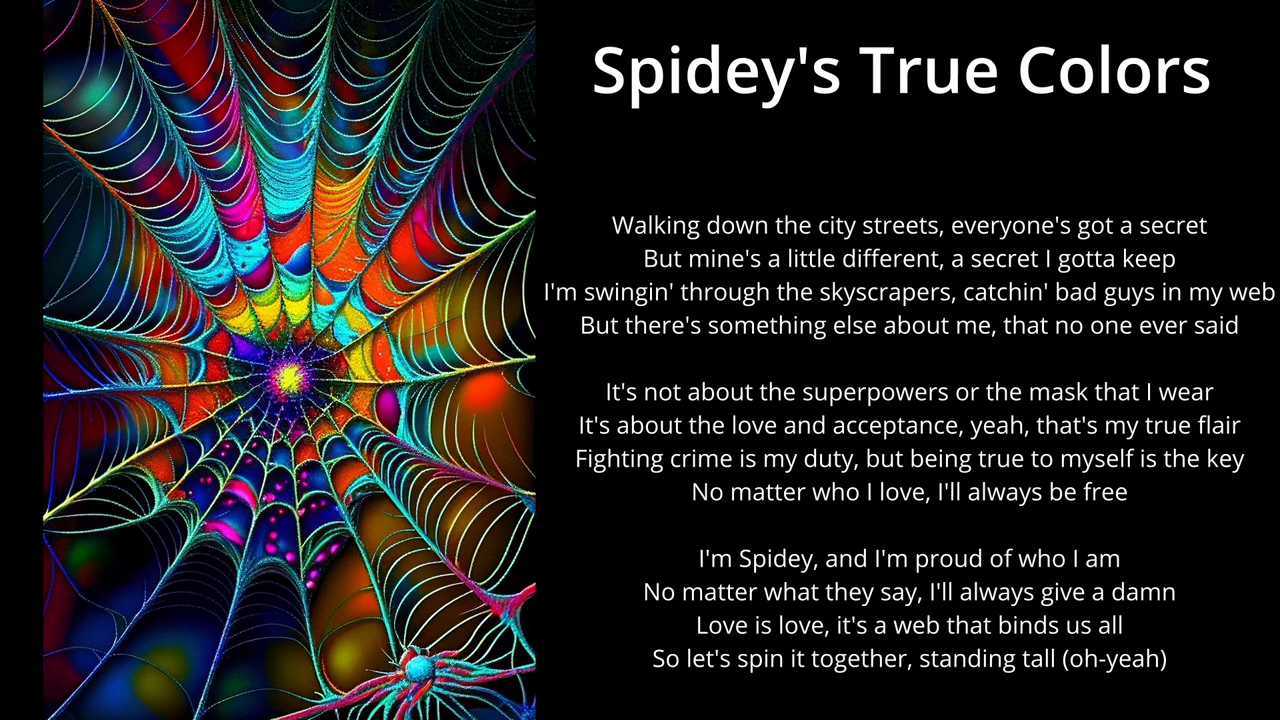 Spidey's True Colors
Walking down the city streets, everyone's got a secret
But mine's a little different, a secret I gotta keep
I'm swingin' through the skyscrapers, catchin' bad guys in my web
But there's something else about me, that no one ever said
It's not about the superpowers or the mask that I wear
It's about the love and acceptance, yeah, that's my true flair
Fighting crime is my duty, but being true to myself is the key
No matter who I love, I'll always be free
I'm Spidey, and I'm proud of who I am
No matter what they say, I'll always give a damn
Love is love, it's a web that binds us all
So let's spin it together, standing tall (oh-yeah)